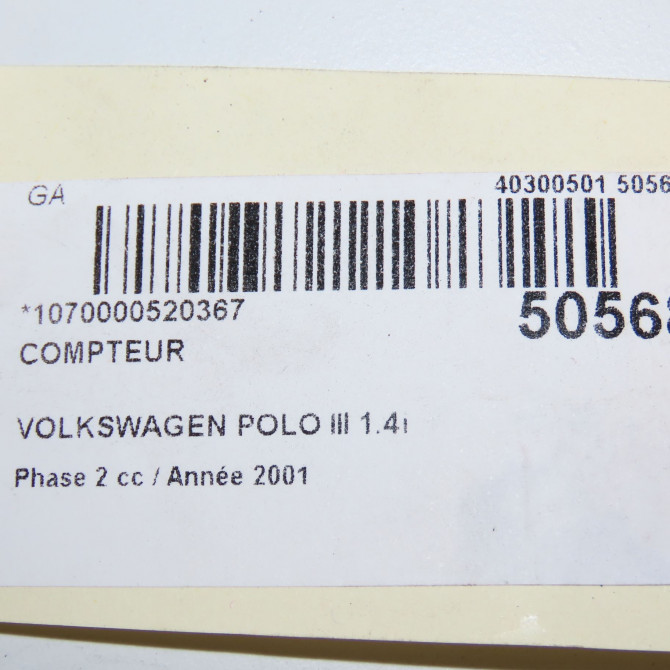 GA
40300501 5056
*1070000520367
5056
COMPTEUR
VOLKSWAGEN POLO III 1.4i
Phase 2 cc / Année 2001